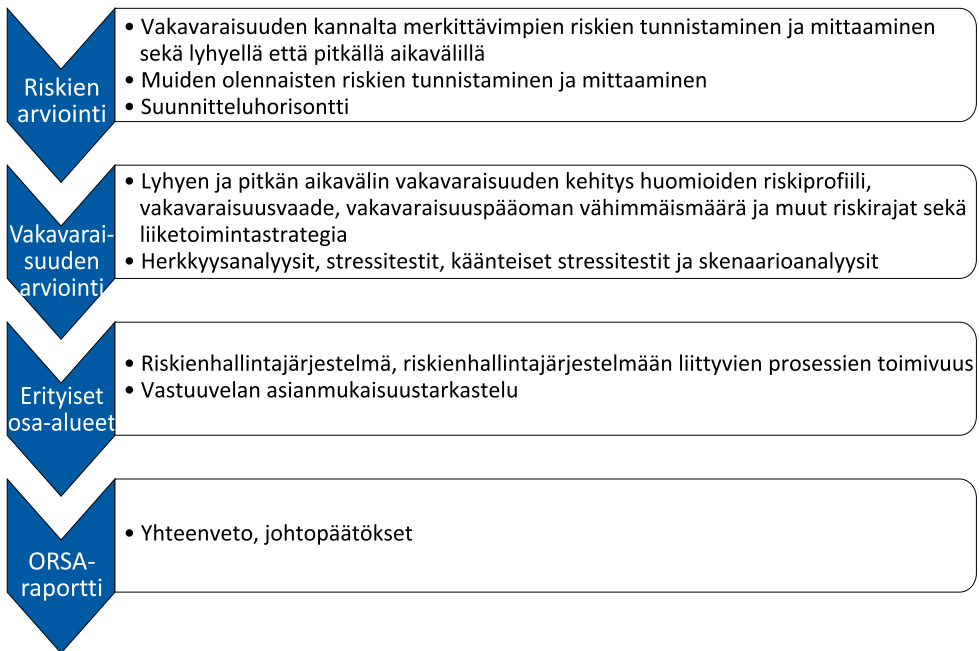 Riskien
arviointi
• Vakavaraisuuden kannalta merkittävimpien riskien tunnistaminen ja mittaaminen
sekä lyhyellä että pitkällä aikavälillä
• Muiden olennaisten riskien tunnistaminen ja mittaaminen
• Suunnitteluhorisontti
Vakavarai-
suuden
arviointi
• Lyhyen ja pitkän aikavälin vakavaraisuuden kehitys huomioiden riskiprofiili,
vakavaraisuusvaade, vakavaraisuuspääoman vähimmäismäärä ja muut riskirajat sekä
liiketoimintastrategia
• Herkkyysanalyysit, stressitestit, käänteiset stressitestit ja skenaarioanalyysit
Erityiset
osa-alueet
• Riskienhallintajärjestelmä, riskienhallintajärjestelmään liittyvien prosessien toimivuus
• Vastuuvelan asianmukaisuustarkastelu
ORSA-
raportti
• Yhteenveto, johtopäätökset